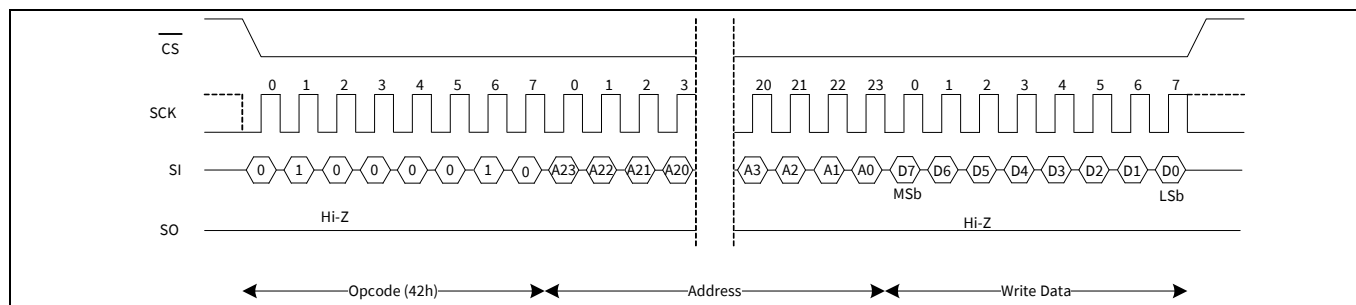 CS
0 1 2 3 4 5 6 7 0 1 2 3 20 21 22 23 0 1 2 3 4 5 6 7
SCK
SI 0 1 0 0 0 0 1 0 A23 A22 A21 A20 A3 A2 A1 A0 D7 D6 D5 D4 D3 D2 D1 D0
MSb LSb
Hi-Z Hi-Z
SO
Opcode (42h) Address Write Data